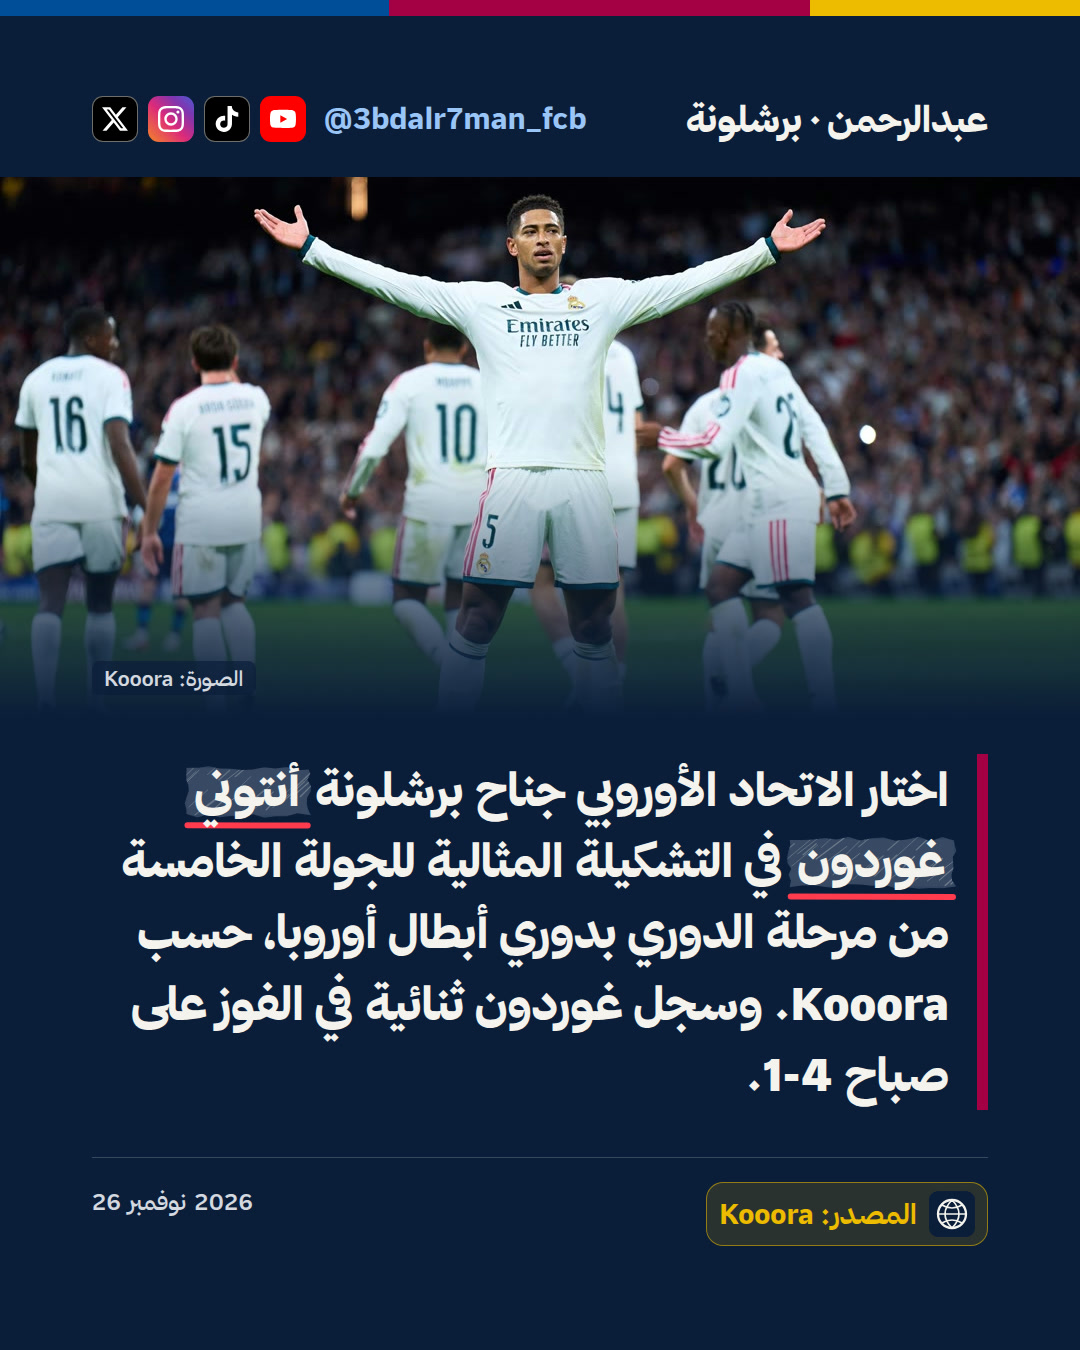 عبدالرحمن · برشلونة
@3bdalr7man_fcb
Emirates
FLY BETTER
16
15
10
5
الصورة: Kooora
اختار الاتحاد الأوروبي جناح برشلونة أنتوني
غوردون في التشكيلة المثالية للجولة الخامسة
من مرحلة الدوري بدوري أبطال أوروبا، حسب
Kooora. وسجل غوردون ثنائية في الفوز على
صباح 4-1.
المصدر: Kooora
26 نوفمبر 2026